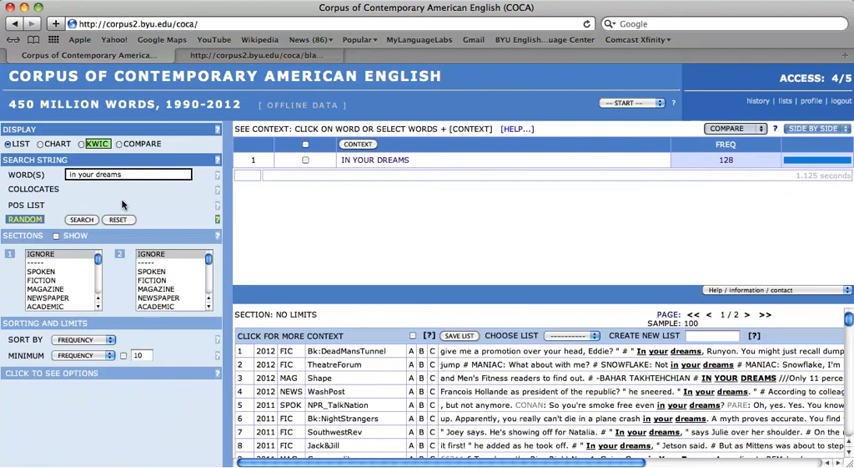 Corpus of Contemporary American English (COCA)
http://corpus2.byu.edu/coca/
Google
Apple Yahoo! Google Maps YouTube Wikipedia News (86) Popular MyLanguageLabs Gmail BYU English...uage Center Comcast Xfinity
Corpus of Contemporary America...
http://corpus2.byu.edu/coca/bla...
CORPUS OF CONTEMPORARY AMERICAN ENGLISH
ACCESS: 4/5
450 MILLION WORDS, 1990-2012 [ OFFLINE DATA ]
-- START -- ?
history | lists | profile | logout
DISPLAY ?
LIST CHART KWIC COMPARE
SEARCH STRING ?
WORD(S) in your dreams ?
COLLOCATES ?
POS LIST ?
RANDOM SEARCH RESET ?
SECTIONS SHOW ?
1 IGNORE
-----
SPOKEN
FICTION
MAGAZINE
NEWSPAPER
ACADEMIC
2 IGNORE
-----
SPOKEN
FICTION
MAGAZINE
NEWSPAPER
ACADEMIC
SORTING AND LIMITS ?
SORT BY FREQUENCY ?
MINIMUM FREQUENCY 10 ?
CLICK TO SEE OPTIONS ?
SEE CONTEXT: CLICK ON WORD OR SELECT WORDS + [CONTEXT] [HELP...]
COMPARE ? SIDE BY SIDE
CONTEXT FREQ
1 IN YOUR DREAMS 128
1.125 seconds
Help / information / contact
SECTION: NO LIMITS
PAGE: << < 1 / 2 > >>
SAMPLE: 100
CLICK FOR MORE CONTEXT [?] SAVE LIST CHOOSE LIST ---------- CREATE NEW LIST [?]
1 2012 FIC Bk:DeadMansTunnel A B C give me a promotion over your head, Eddie? " # " In your dreams, Runyon. You might just recall dump
2 2012 FIC TheatreForum A B C jump # MANIAC: What about me? # SNOWFLAKE: Not in your dreams. # MANIAC: Snowflake, I'm
3 2012 MAG Shape A B C and Men's Fitness readers to find out. # -BAHAR TAKHTEHCHIAN # IN YOUR DREAMS ///Only 11 perce
4 2012 NEWS WashPost A B C Francois Hollande as president of the republic? " he sneered. " In your dreams. " # According to colleag
5 2011 SPOK NPR_TalkNation A B C , but not anymore. CONAN: So you're smoke free even in your dreams? PARE: Oh, yes. Yes. You know
6 2011 FIC Bk:NightStrangers A B C up. Apparently, you really can't die in a plane crash in your dreams. A myth proves accurate. You find
7 2011 FIC SouthwestRev A B C " Joey says. He's showing off for Natalia. # " In your dreams, " says Julie over her shoulder. # On the
8 2011 FIC Jack&Jill A B C it first! " he added as he took off. # " In your dreams, " Jetson said. # But as Mittens was about to step